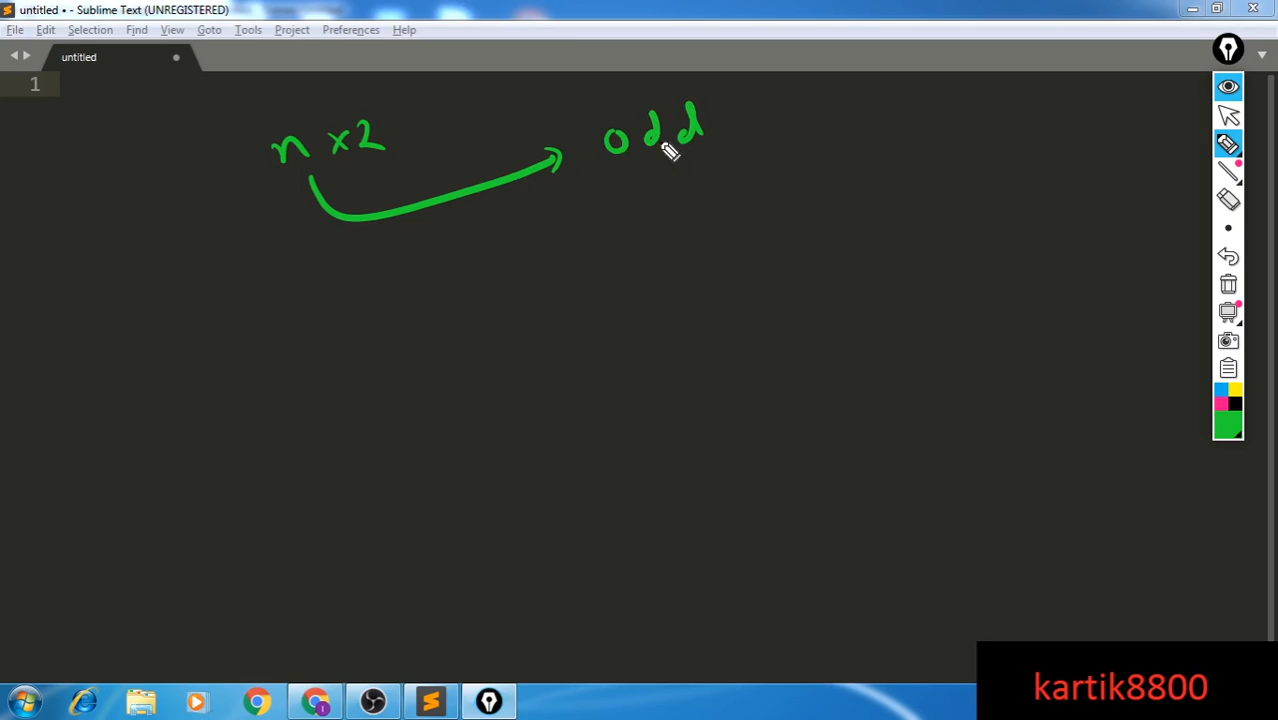 untitled • - Sublime Text (UNREGISTERED)
File Edit Selection Find View Goto Tools Project Preferences Help
untitled
1
n x2 odd
kartik8800